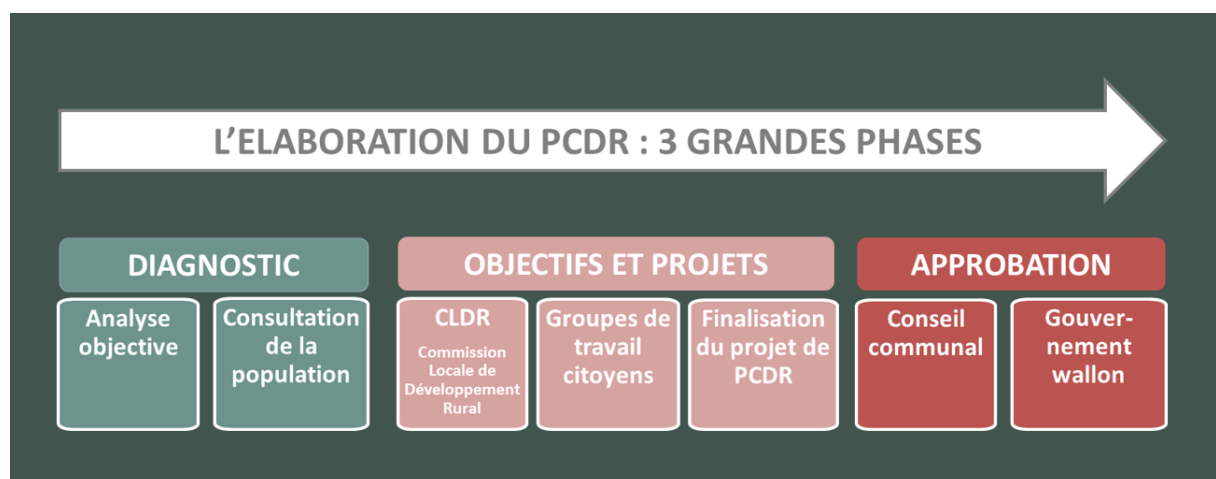 L'ELABORATION DU PCDR : 3 GRANDES PHASES
DIAGNOSTIC
Analyse
objective
Consultation
de la
population
OBJECTIFS ET PROJETS
CLDR
Commission
Locale de
Développement
Rural
Groupes de
travail
citoyens
Finalisation
du projet de
PCDR
APPROBATION
Conseil
communal
Gouver-
nement
wallon